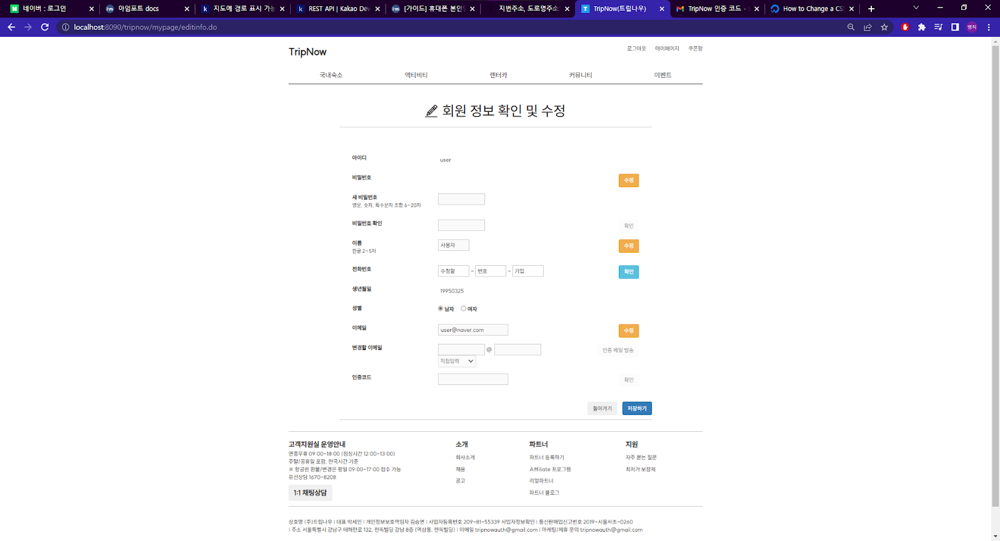 네이버 : 로그인
아임포트 docs
지도에 경로 표시 가능
REST API | Kakao Dev
[가이드] 휴대폰 본인인
지번주소, 도로명주소
TripNow(트립나우)
TripNow 인증 코드 -
How to Change a CSS
localhost:8090/tripnow/mypage/editinfo.do
병직
TripNow
로그아웃 마이페이지 쿠폰함
국내숙소 액티비티 렌터카 커뮤니티 이벤트
회원 정보 확인 및 수정
아이디 user
비밀번호 수정
새 비밀번호
영문, 숫자, 특수문자 조합 6~20자
비밀번호 확인 확인
이름 사용자 수정
한글 2~5자
전화번호 수정할 - 번호 - 기입 확인
생년월일 19950325
성별 남자 여자
이메일 user@naver.com 수정
변경할 이메일 @ 인증 메일 발송
직접입력
인증코드 확인
돌아가기 저장하기
고객지원실 운영안내
연중무휴 09:00-18:00 (점심시간 12:00-13:00)
주말/공휴일 포함, 한국시간 기준
※ 항공권 환불/변경은 평일 09:00-17:00 접수 가능
유선상담 1670-8208
1:1 채팅상담
소개
회사소개
채용
공고
파트너
파트너 등록하기
Affiliate 프로그램
리얼파트너
파트너 블로그
지원
자주 묻는 질문
최저가 보장제
상호명 (주)트립나우 | 대표 박세인 | 개인정보보호책임자 김승연 | 사업자등록번호 209-81-55339 사업자정보확인 | 통신판매업신고번호 2019-서울서초-0260
| 주소 서울특별시 강남구 테헤란로 132, 한독빌딩 강남 8층 (역삼동, 한독빌딩) | 이메일 tripnowauth@gmail.com | 마케팅/제휴 문의 tripnowauth@gmail.com